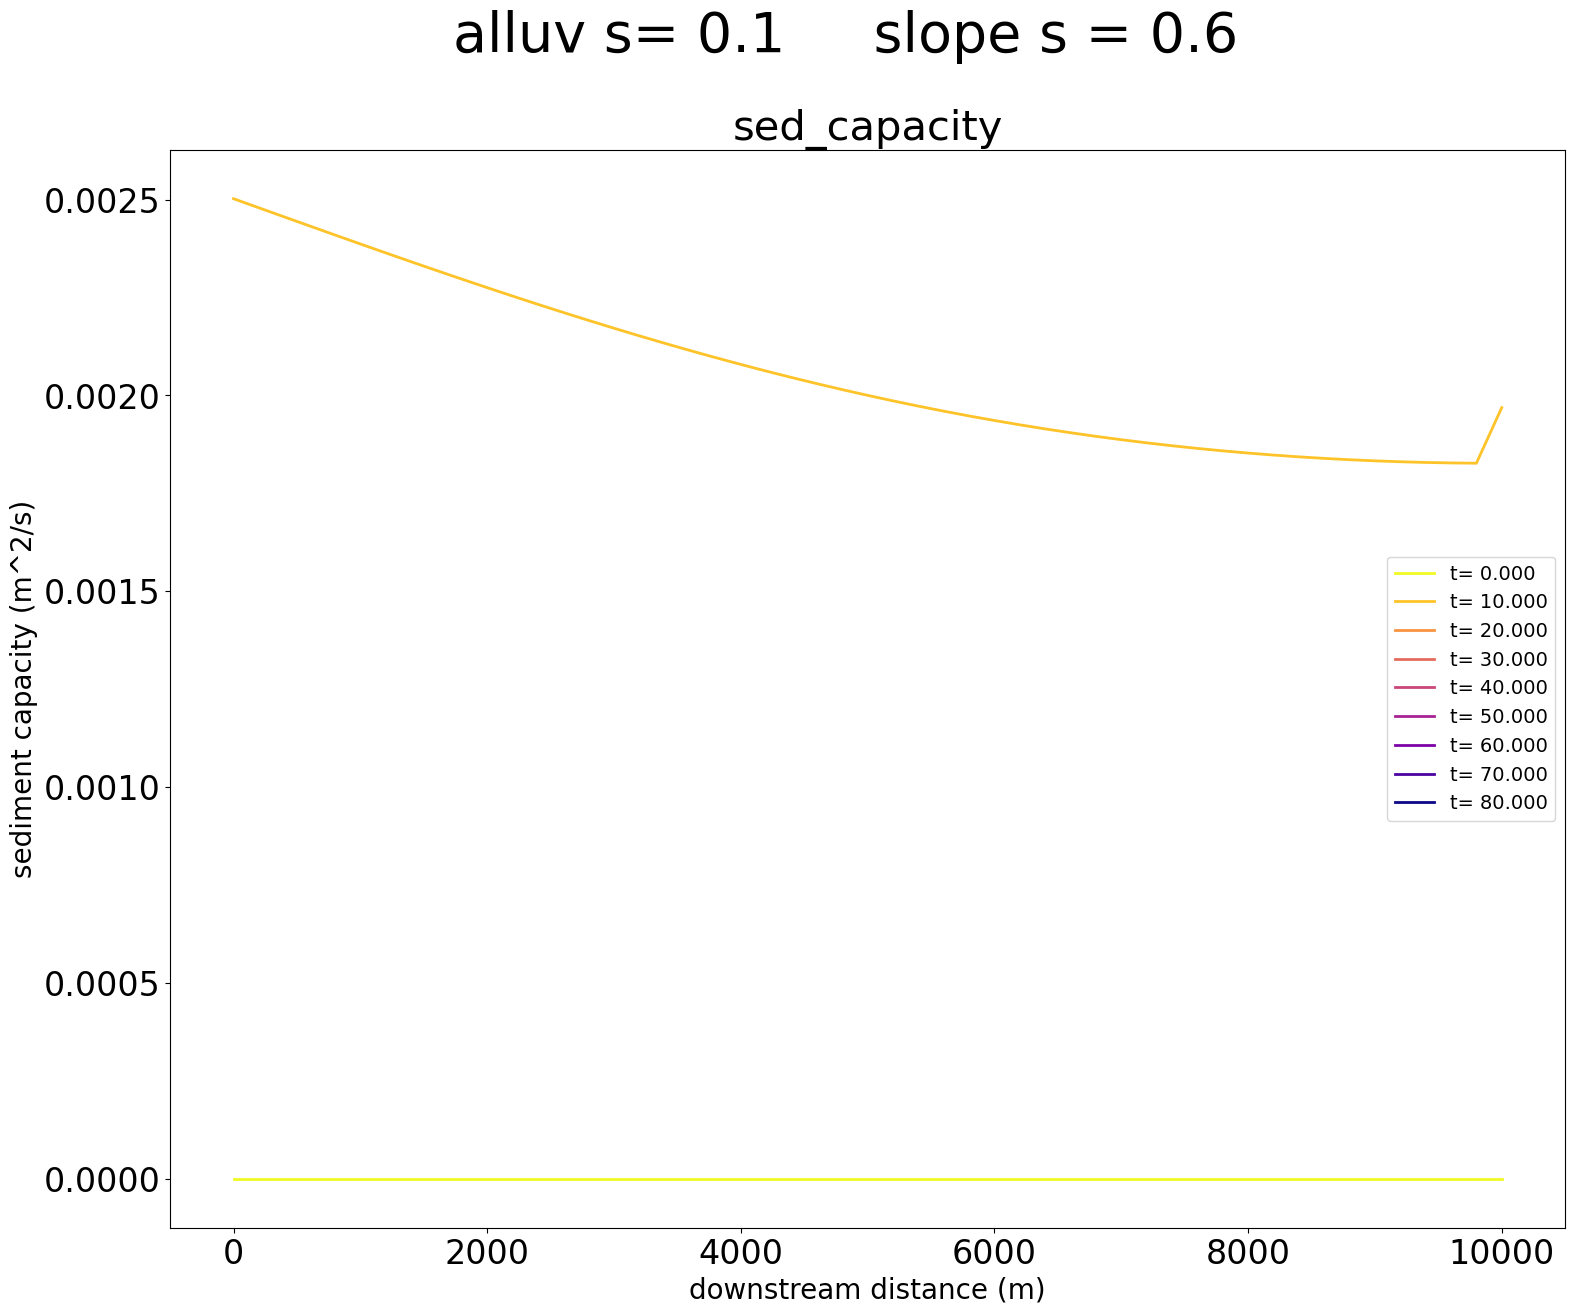 alluv s= 0.1     slope s = 0.6
sed_capacity
0.0025
0.0020
0.0015
0.0010
0.0005
0.0000
sediment capacity (m^2/s)
t= 0.000
t= 10.000
t= 20.000
t= 30.000
t= 40.000
t= 50.000
t= 60.000
t= 70.000
t= 80.000
0 2000 4000 6000 8000 10000
downstream distance (m)